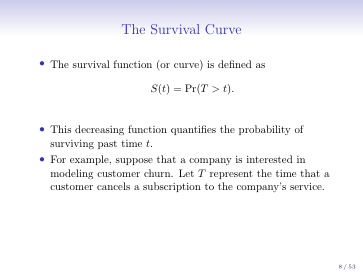 The Survival Curve
• The survival function (or curve) is defined as
S(t) = Pr(T > t).
• This decreasing function quantifies the probability of
surviving past time t.
• For example, suppose that a company is interested in
modeling customer churn. Let T represent the time that a
customer cancels a subscription to the company's service.
8 / 53